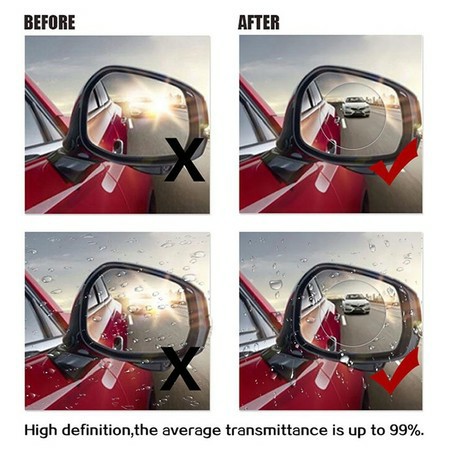 BEFORE
AFTER
High definition,the average transmittance is up to 99%.